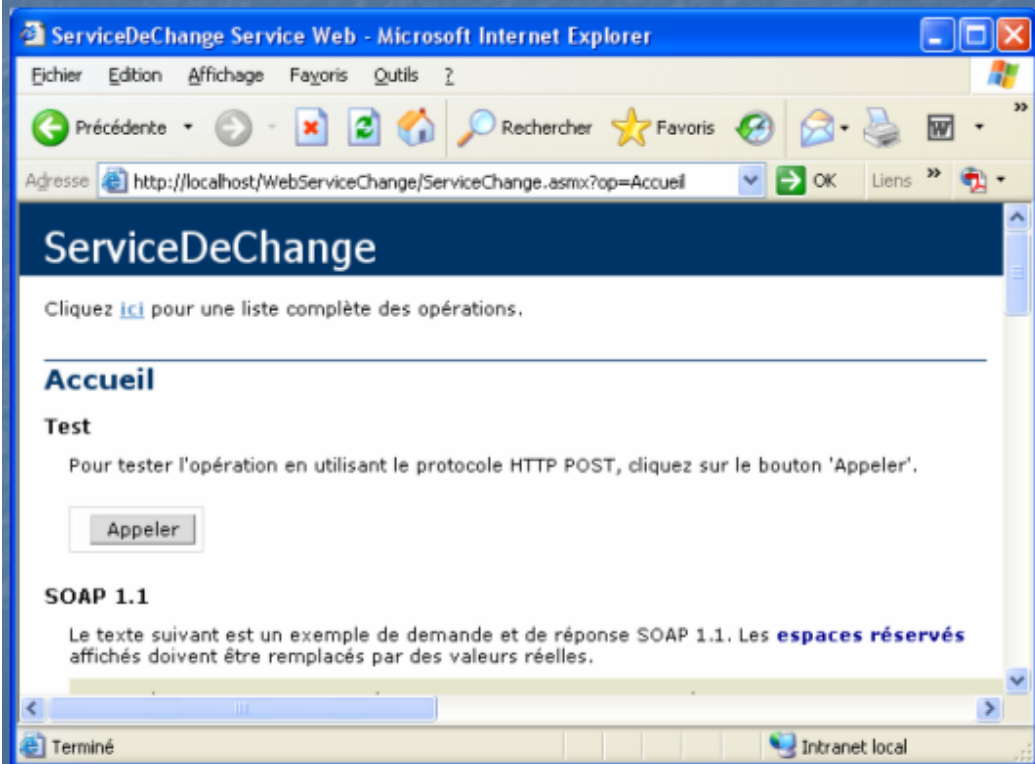 ServiceDeChange Service Web - Microsoft Internet Explorer
Fichier Edition Affichage Favoris Outils ?
Précédente Rechercher Favoris »
Adresse http://localhost/WebServiceChange/ServiceChange.asmx?op=Accueil OK Liens »
ServiceDeChange
Cliquez ici pour une liste complète des opérations.
Accueil
Test
Pour tester l'opération en utilisant le protocole HTTP POST, cliquez sur le bouton 'Appeler'.
Appeler
SOAP 1.1
Le texte suivant est un exemple de demande et de réponse SOAP 1.1. Les espaces réservés
affichés doivent être remplacés par des valeurs réelles.
Terminé Intranet local